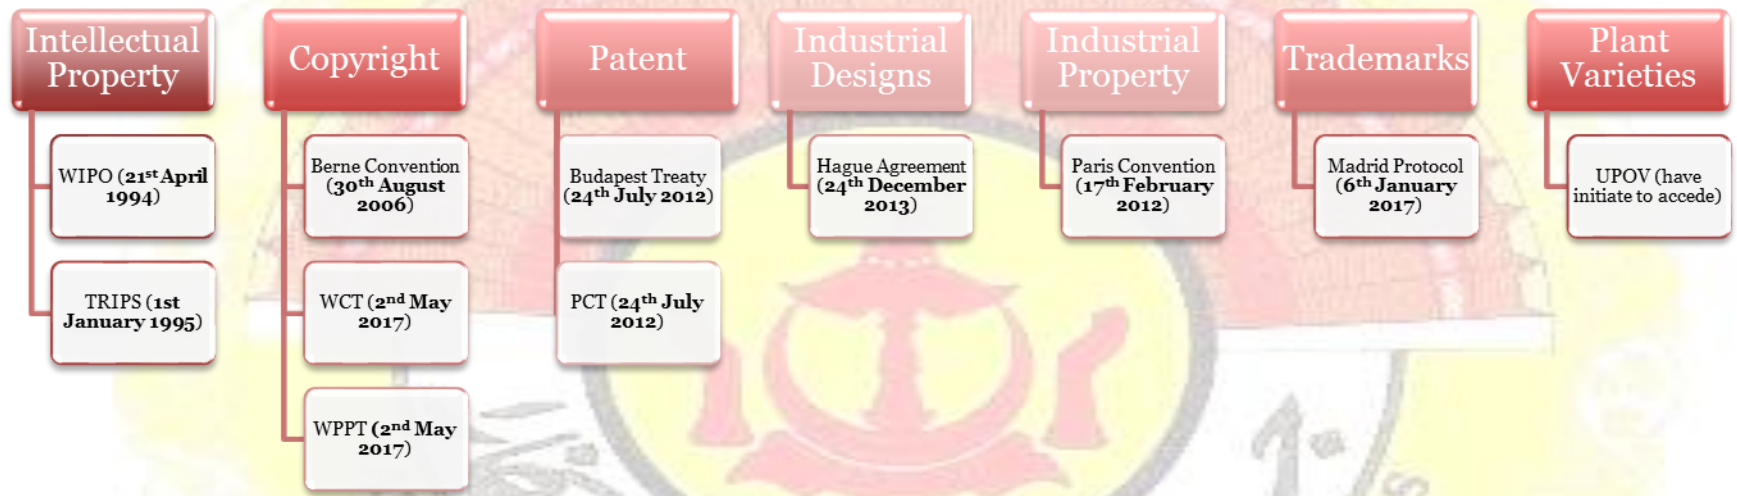 Intellectual
Property
WIPO (21st April
1994)
TRIPS (1st
January 1995)
Copyright
Berne Convention
(30th August
2006)
WCT (2nd May
2017)
WPPT (2nd May
2017)
Patent
Budapest Treaty
(24th July 2012)
PCT (24th July
2012)
Industrial
Designs
Hague Agreement
(24th December
2013)
Industrial
Property
Paris Convention
(17th February
2012)
Trademarks
Madrid Protocol
(6th January
2017)
Plant
Varieties
UPOV (have
initiate to accede)